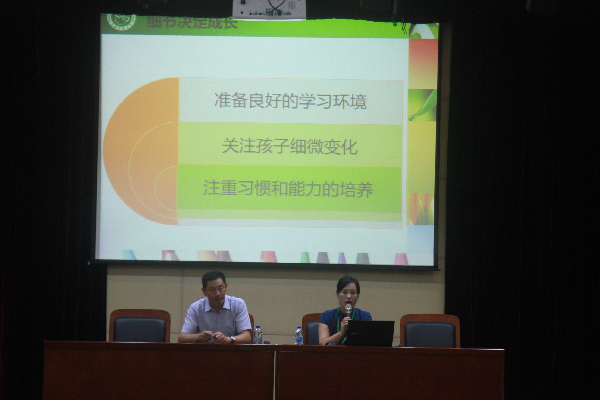 细节决定成长
准备良好的学习环境
关注孩子细微变化
注重习惯和能力的培养